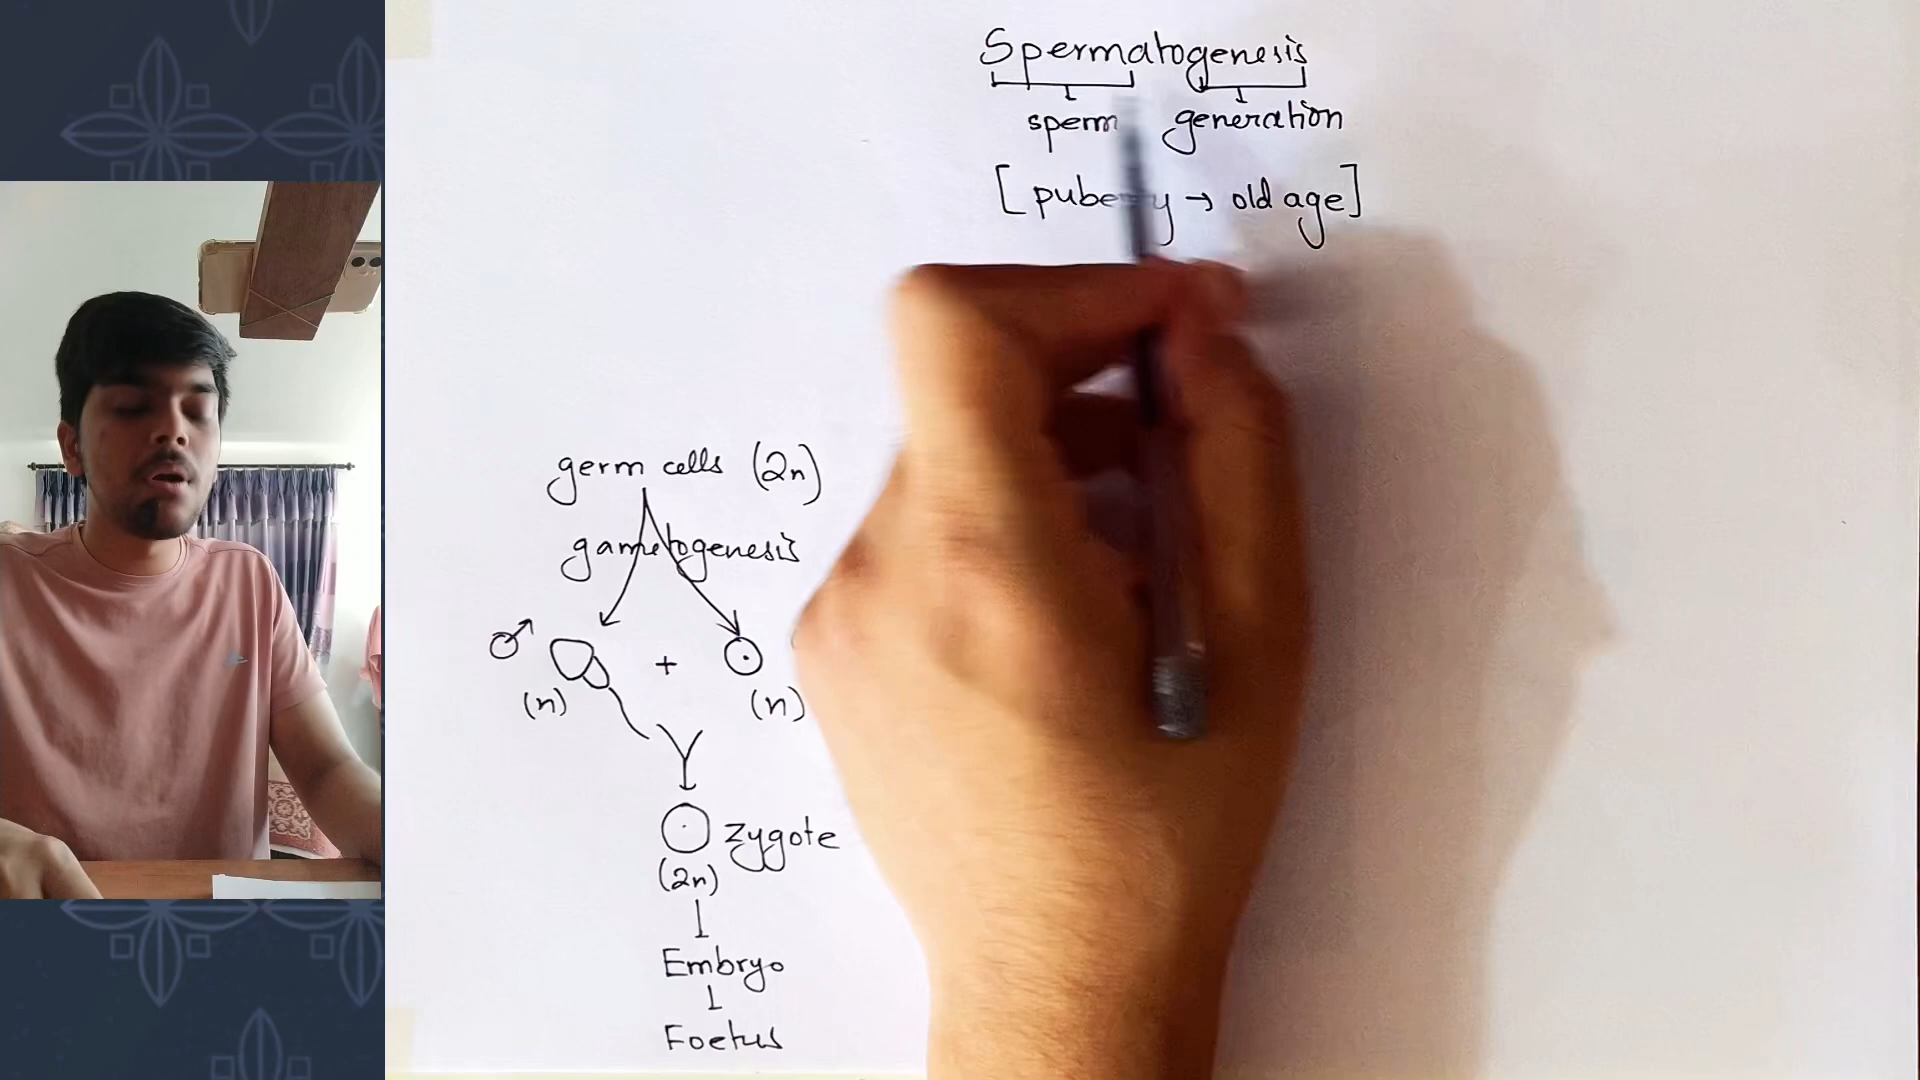 Spermatogenesis
sperm generation
[puberty → old age]
germ cells (2n)
gametogenesis
♂ +
(n) (n)
zygote
(2n)
Embryo
Foetus